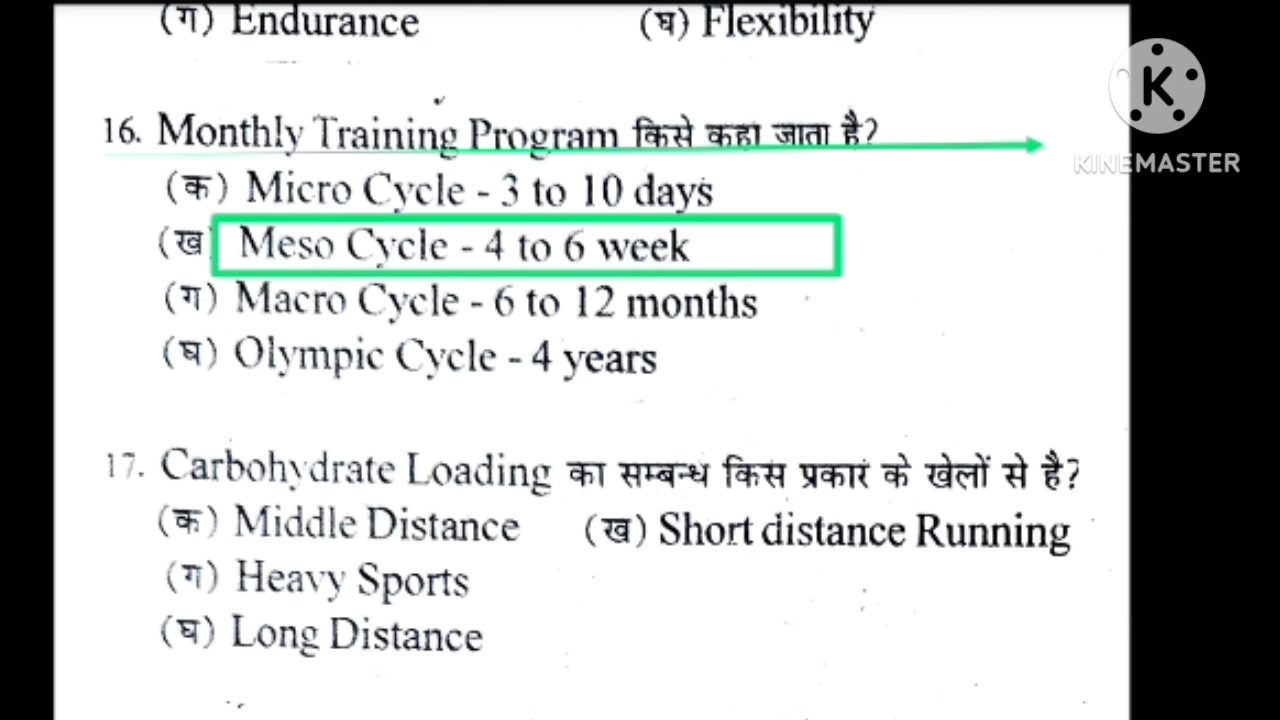 (ग) Endurance (घ) Flexibility
16. Monthly Training Program किसे कहा जाता है?
(क) Micro Cycle - 3 to 10 days
(ख) Meso Cycle - 4 to 6 week
(ग) Macro Cycle - 6 to 12 months
(घ) Olympic Cycle - 4 years
17. Carbohydrate Loading का सम्बन्ध किस प्रकार के खेलों से है?
(क) Middle Distance (ख) Short distance Running
(ग) Heavy Sports
(घ) Long Distance
K
KINEMASTER